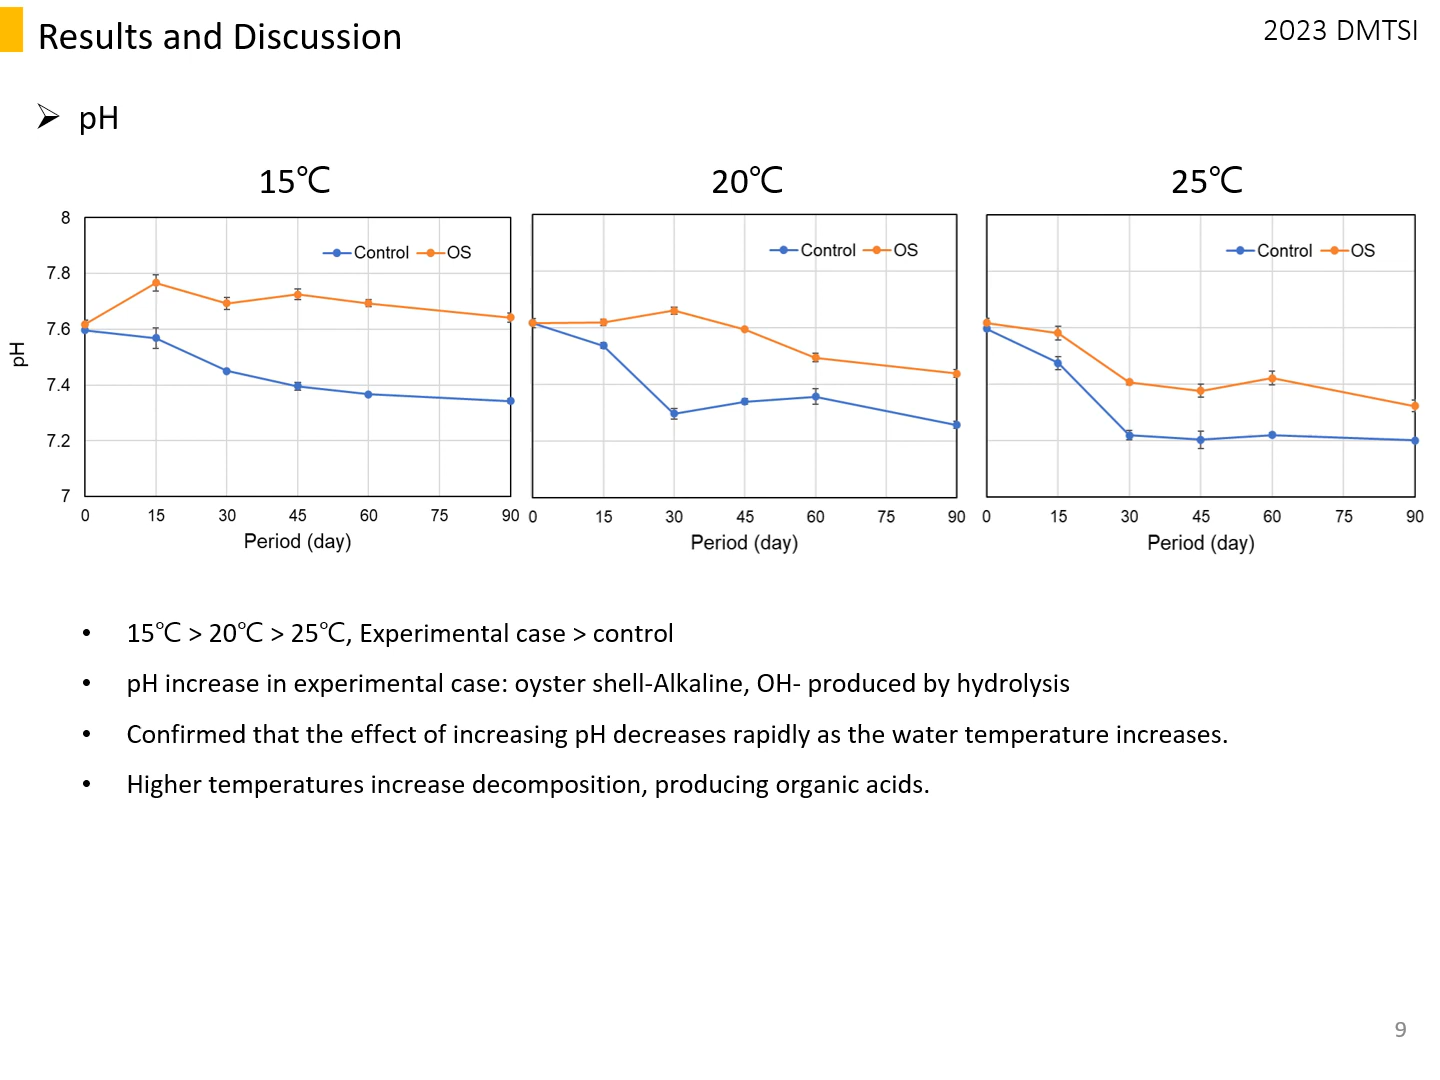 Results and Discussion
2023 DMTSI
➢ pH
15℃
20℃
25℃
pH
8
7.8
7.6
7.4
7.2
7
Control OS
0 15 30 45 60 75 90
Period (day)
Control OS
0 15 30 45 60 75 90
Period (day)
Control OS
0 15 30 45 60 75 90
Period (day)
• 15℃ > 20℃ > 25℃, Experimental case > control
• pH increase in experimental case: oyster shell-Alkaline, OH- produced by hydrolysis
• Confirmed that the effect of increasing pH decreases rapidly as the water temperature increases.
• Higher temperatures increase decomposition, producing organic acids.
9